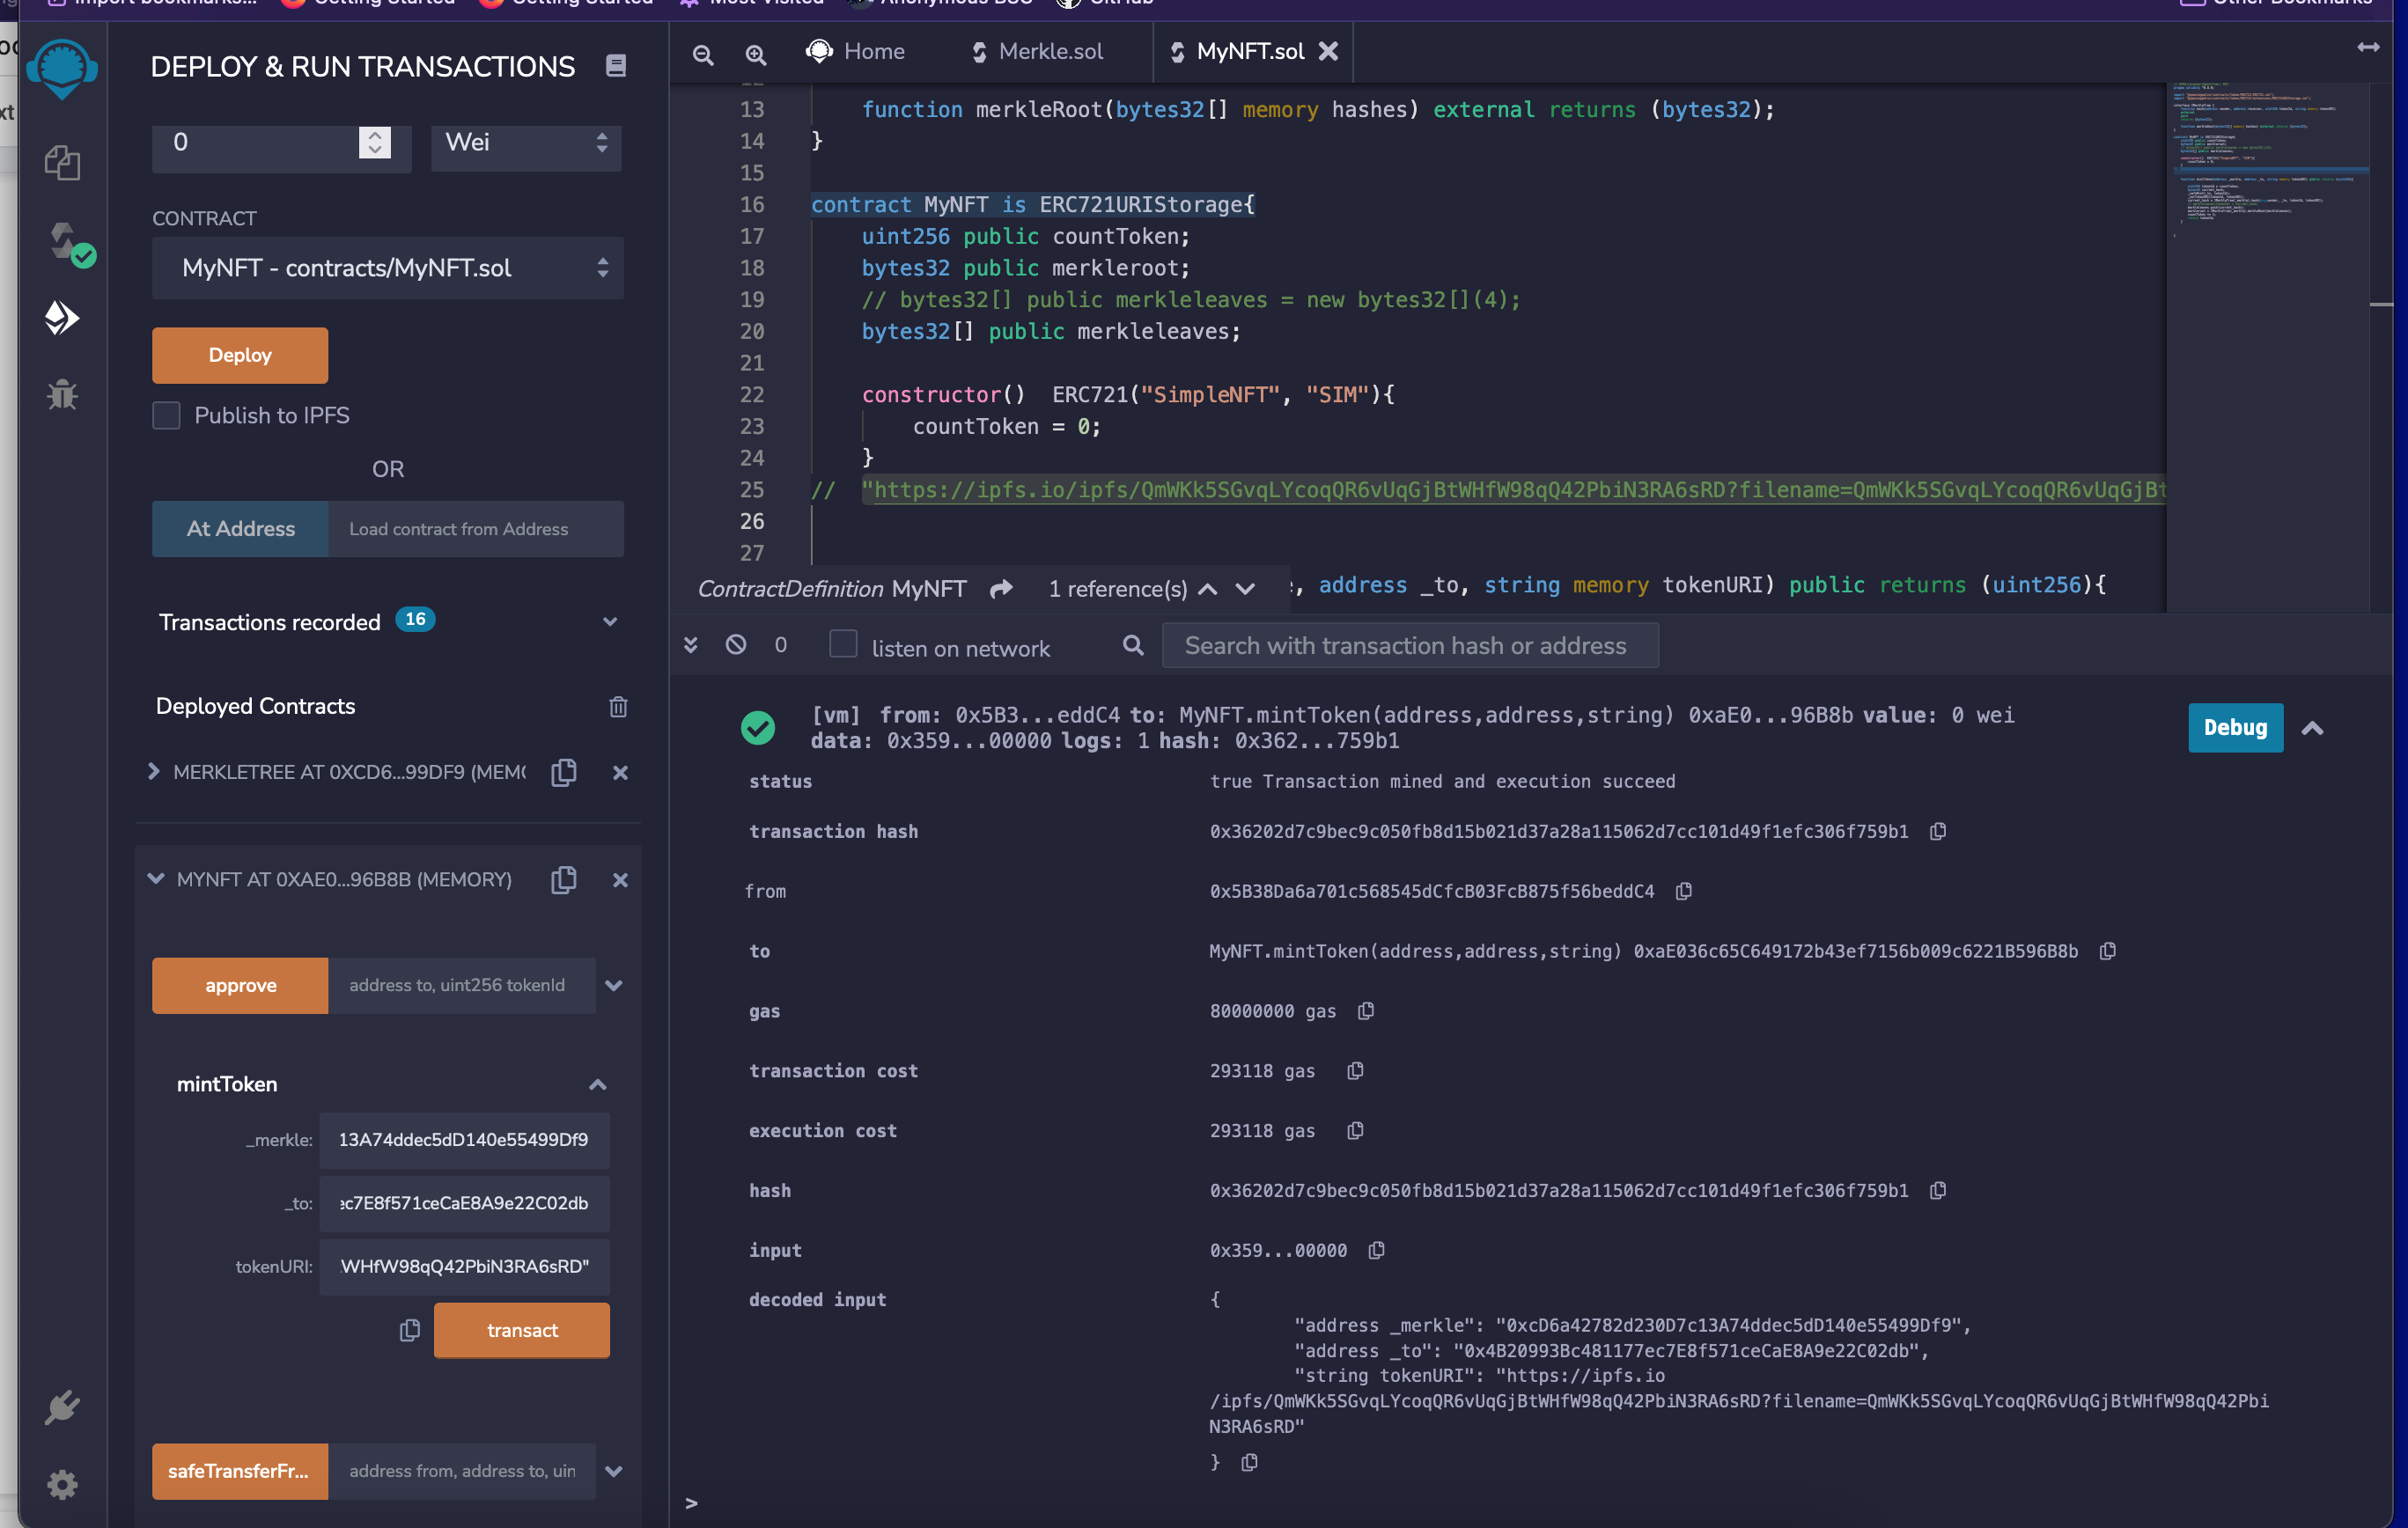 Import bookmarks...
Getting Started
Getting Started
Most Visited
Anonymous BSC
GitHub
Other Bookmarks
DEPLOY & RUN TRANSACTIONS
0
Wei
CONTRACT
MyNFT - contracts/MyNFT.sol
Deploy
Publish to IPFS
OR
At Address
Load contract from Address
Transactions recorded 16
Deployed Contracts
MERKLETREE AT 0XCD6...99DF9 (MEMO
MYNFT AT 0XAE0...96B8B (MEMORY)
approve
address to, uint256 tokenId
mintToken
_merkle: 13A74ddec5dD140e55499Df9
_to: ec7E8f571ceCaE8A9e22C02db
tokenURI: WHfW98qQ42PbiN3RA6sRD"
transact
safeTransferFr...
address from, address to, uin
Home
Merkle.sol
MyNFT.sol
13 function merkleRoot(bytes32[] memory hashes) external returns (bytes32);
14 }
15
16 contract MyNFT is ERC721URIStorage{
17 uint256 public countToken;
18 bytes32 public merkleroot;
19 // bytes32[] public merkleleaves = new bytes32[](4);
20 bytes32[] public merkleleaves;
21
22 constructor()  ERC721("SimpleNFT", "SIM"){
23 countToken = 0;
24 }
25 //  "https://ipfs.io/ipfs/QmWKk5SGvqLYcoqQR6vUqGjBtWHfW98qQ42PbiN3RA6sRD?filename=QmWKk5SGvqLYcoqQR6vUqGjBt
26
27
ContractDefinition MyNFT
1 reference(s)
, address _to, string memory tokenURI) public returns (uint256){
0
listen on network
Search with transaction hash or address
[vm] from: 0x5B3...eddC4 to: MyNFT.mintToken(address,address,string) 0xaE0...96B8b value: 0 wei
data: 0x359...00000 logs: 1 hash: 0x362...759b1
Debug
status true Transaction mined and execution succeed
transaction hash 0x36202d7c9bec9c050fb8d15b021d37a28a115062d7cc101d49f1efc306f759b1
from 0x5B38Da6a701c568545dCfcB03FcB875f56beddC4
to MyNFT.mintToken(address,address,string) 0xaE036c65C649172b43ef7156b009c6221B596B8b
gas 80000000 gas
transaction cost 293118 gas
execution cost 293118 gas
hash 0x36202d7c9bec9c050fb8d15b021d37a28a115062d7cc101d49f1efc306f759b1
input 0x359...00000
decoded input {
"address _merkle": "0xcD6a42782d230D7c13A74ddec5dD140e55499Df9",
"address _to": "0x4B20993Bc481177ec7E8f571ceCaE8A9e22C02db",
"string tokenURI": "https://ipfs.io
/ipfs/QmWKk5SGvqLYcoqQR6vUqGjBtWHfW98qQ42PbiN3RA6sRD?filename=QmWKk5SGvqLYcoqQR6vUqGjBtWHfW98qQ42Pbi
N3RA6sRD"
}
>